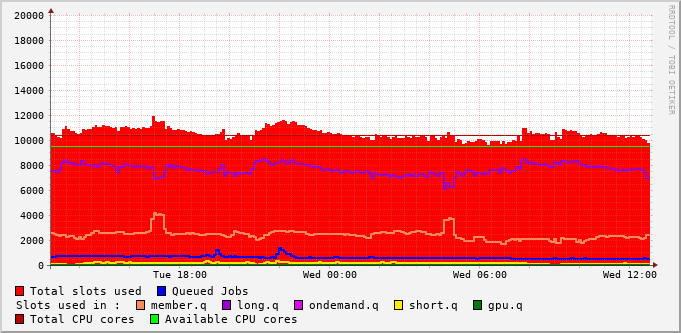 20000
18000
16000
14000
12000
10000
8000
6000
4000
2000
0
Tue 18:00 Wed 00:00 Wed 06:00 Wed 12:00
Total slots used Queued Jobs
Slots used in : member.q long.q ondemand.q short.q gpu.q
Total CPU cores Available CPU cores
RRDTOOL / TOBI OETIKER